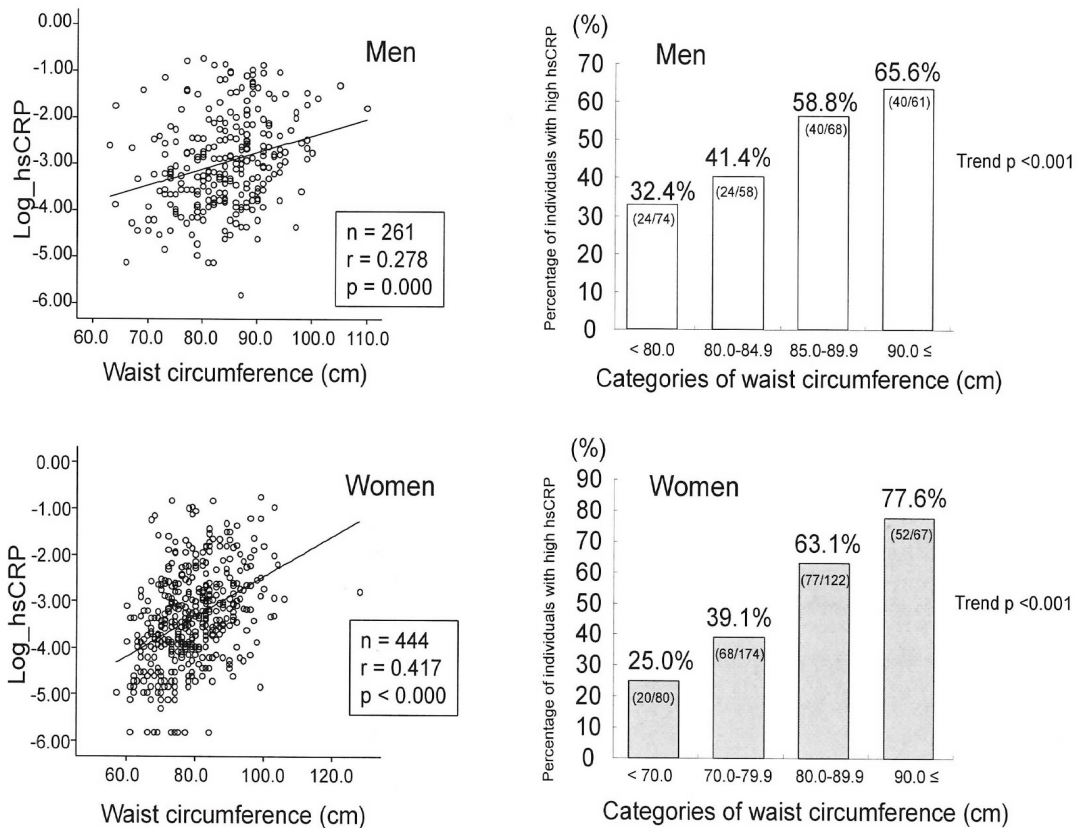 Men
Log_hsCRP
0.00
-1.00
-2.00
-3.00
-4.00
-5.00
-6.00
n = 261
r = 0.278
p = 0.000
60.0 70.0 80.0 90.0 100.0 110.0
Waist circumference (cm)
(%)
Men
Percentage of individuals with high hsCRP
70
60
50
40
30
20
10
0
32.4%
(24/74)
41.4%
(24/58)
58.8%
(40/68)
65.6%
(40/61)
Trend p <0.001
< 80.0 80.0-84.9 85.0-89.9 90.0 ≤
Categories of waist circumference (cm)
Women
Log_hsCRP
0.00
-1.00
-2.00
-3.00
-4.00
-5.00
-6.00
n = 444
r = 0.417
p < 0.000
60.0 80.0 100.0 120.0
Waist circumference (cm)
(%)
Women
Percentage of individuals with high hsCRP
90
80
70
60
50
40
30
20
10
0
25.0%
(20/80)
39.1%
(68/174)
63.1%
(77/122)
77.6%
(52/67)
Trend p <0.001
< 70.0 70.0-79.9 80.0-89.9 90.0 ≤
Categories of waist circumference (cm)